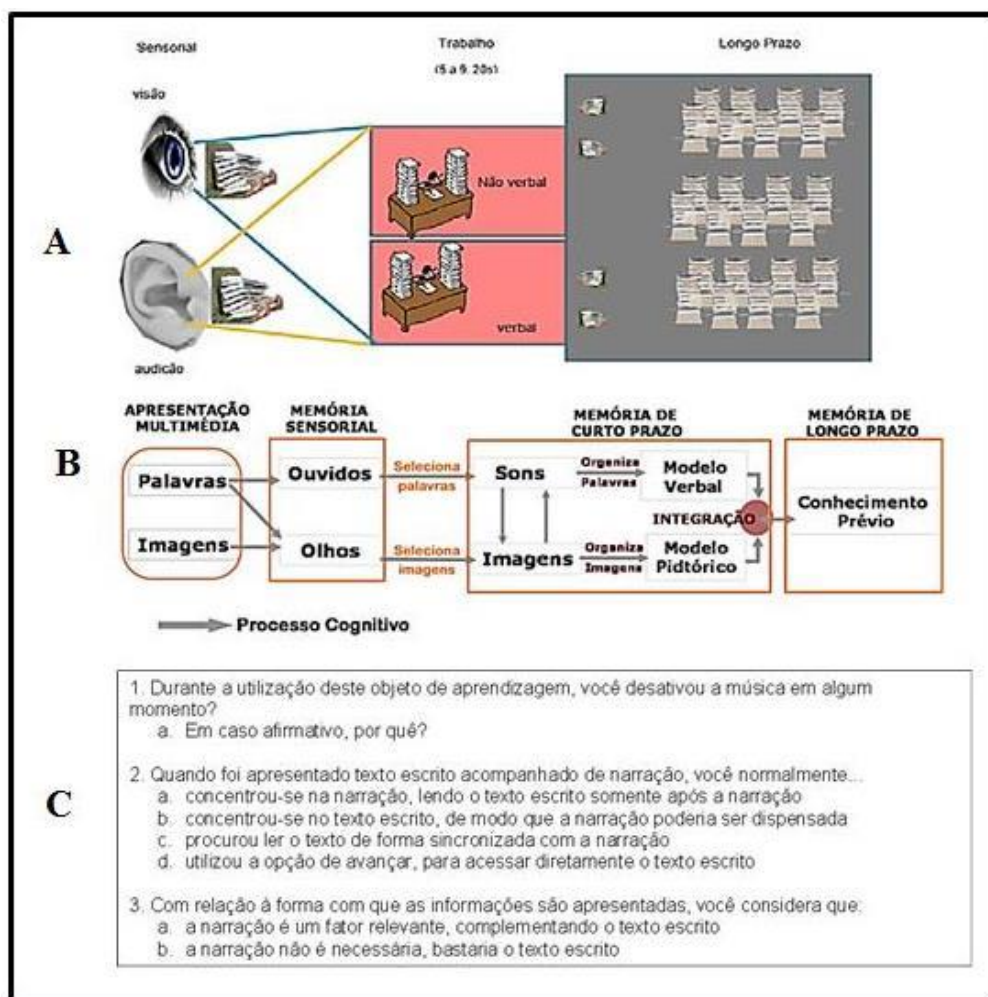 Sensorial
Trabalho
(5 a 9, 20s)
Longo Prazo
visão
Não verbal
A
verbal
audicão
APRESENTAÇÃO
MULTIMÉDIA
MEMÓRIA
SENSORIAL
MEMÓRIA DE
CURTO PRAZO
MEMÓRIA DE
LONGO PRAZO
B
Palavras
Ouvidos
Seleciona
palavras
Sons
Organiza
Palavras
Modelo
Verbal
INTEGRAÇÃO
Conhecimento
Prévio
Imagens
Olhos
Seleciona
imagens
Imagens
Organiza
Imagens
Modelo
Pidtórico
Processo Cognitivo
C
1. Durante a utilização deste objeto de aprendizagem, você desativou a música em algum
momento?
a. Em caso afirmativo, por quê?
2. Quando foi apresentado texto escrito acompanhado de narração, você normalmente...
a. concentrou-se na narração, lendo o texto escrito somente após a narração
b. concentrou-se no texto escrito, de modo que a narração poderia ser dispensada
c. procurou ler o texto de forma sincronizada com a narração
d. utilizou a opção de avançar, para acessar diretamente o texto escrito
3. Com relação à forma com que as informações são apresentadas, você considera que:
a. a narração é um fator relevante, complementando o texto escrito
b. a narração não é necessária, bastaria o texto escrito